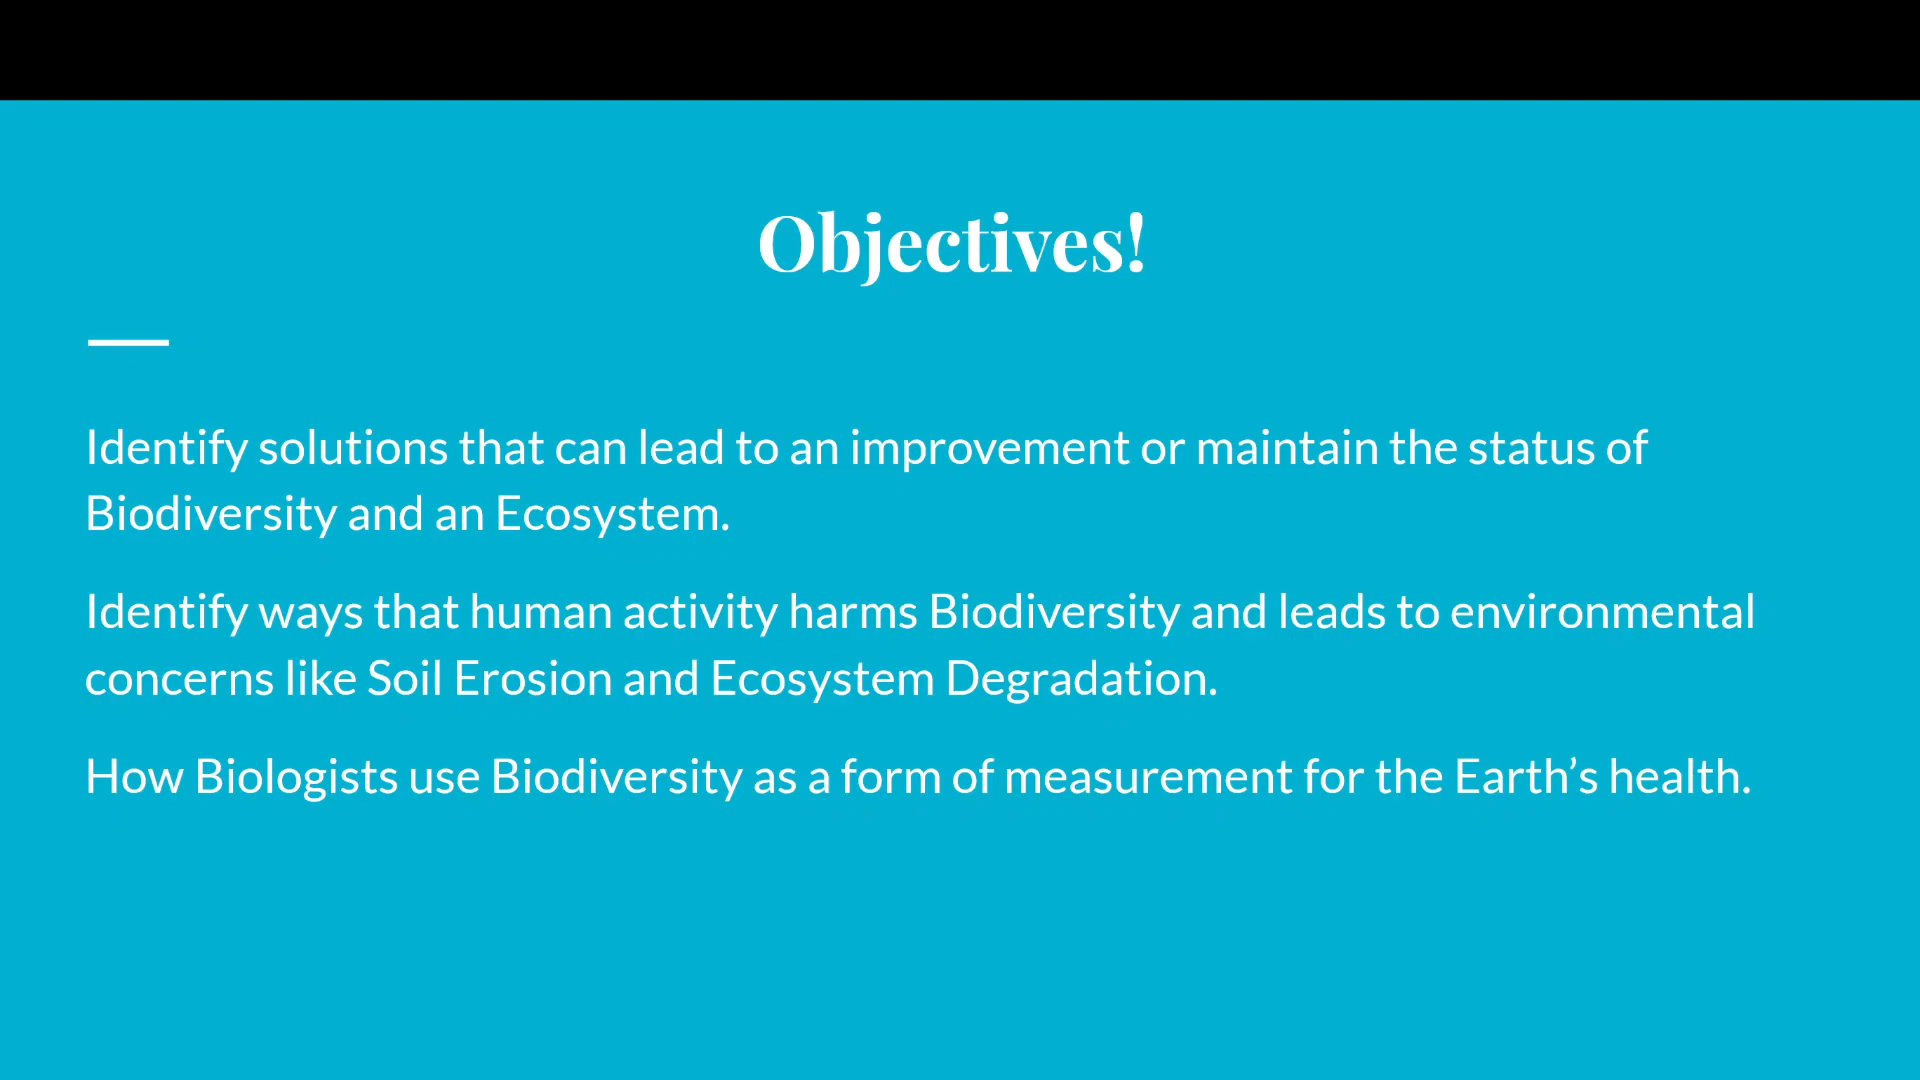 Objectives!
Identify solutions that can lead to an improvement or maintain the status of
Biodiversity and an Ecosystem.
Identify ways that human activity harms Biodiversity and leads to environmental
concerns like Soil Erosion and Ecosystem Degradation.
How Biologists use Biodiversity as a form of measurement for the Earth’s health.